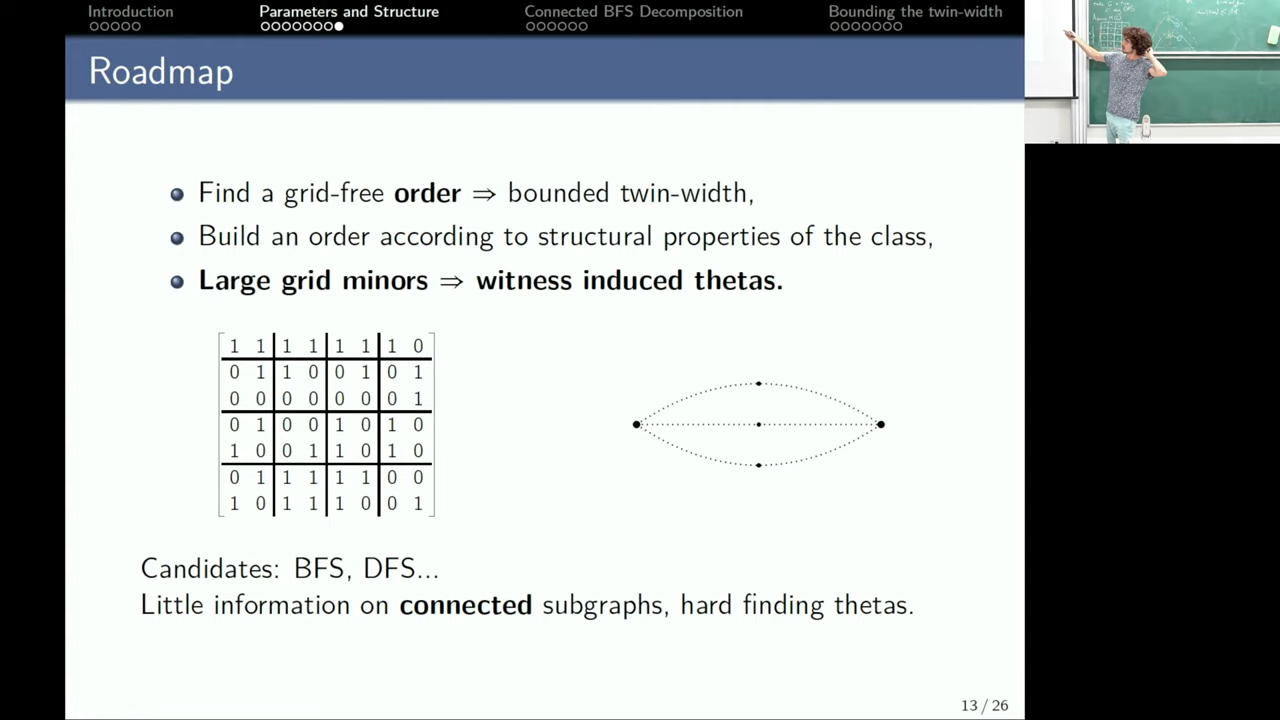 Introduction Parameters and Structure Connected BFS Decomposition Bounding the twin-width
Roadmap
Find a grid-free order ⇒ bounded twin-width,
Build an order according to structural properties of the class,
Large grid minors ⇒ witness induced thetas.
1 1 1 1 1 1 1 0
0 1 1 0 0 1 0 1
0 0 0 0 0 0 0 1
0 1 0 0 1 0 1 0
1 0 0 1 1 0 1 0
0 1 1 1 1 1 0 0
1 0 1 1 1 0 0 1
Candidates: BFS, DFS...
Little information on connected subgraphs, hard finding thetas.
13 / 26